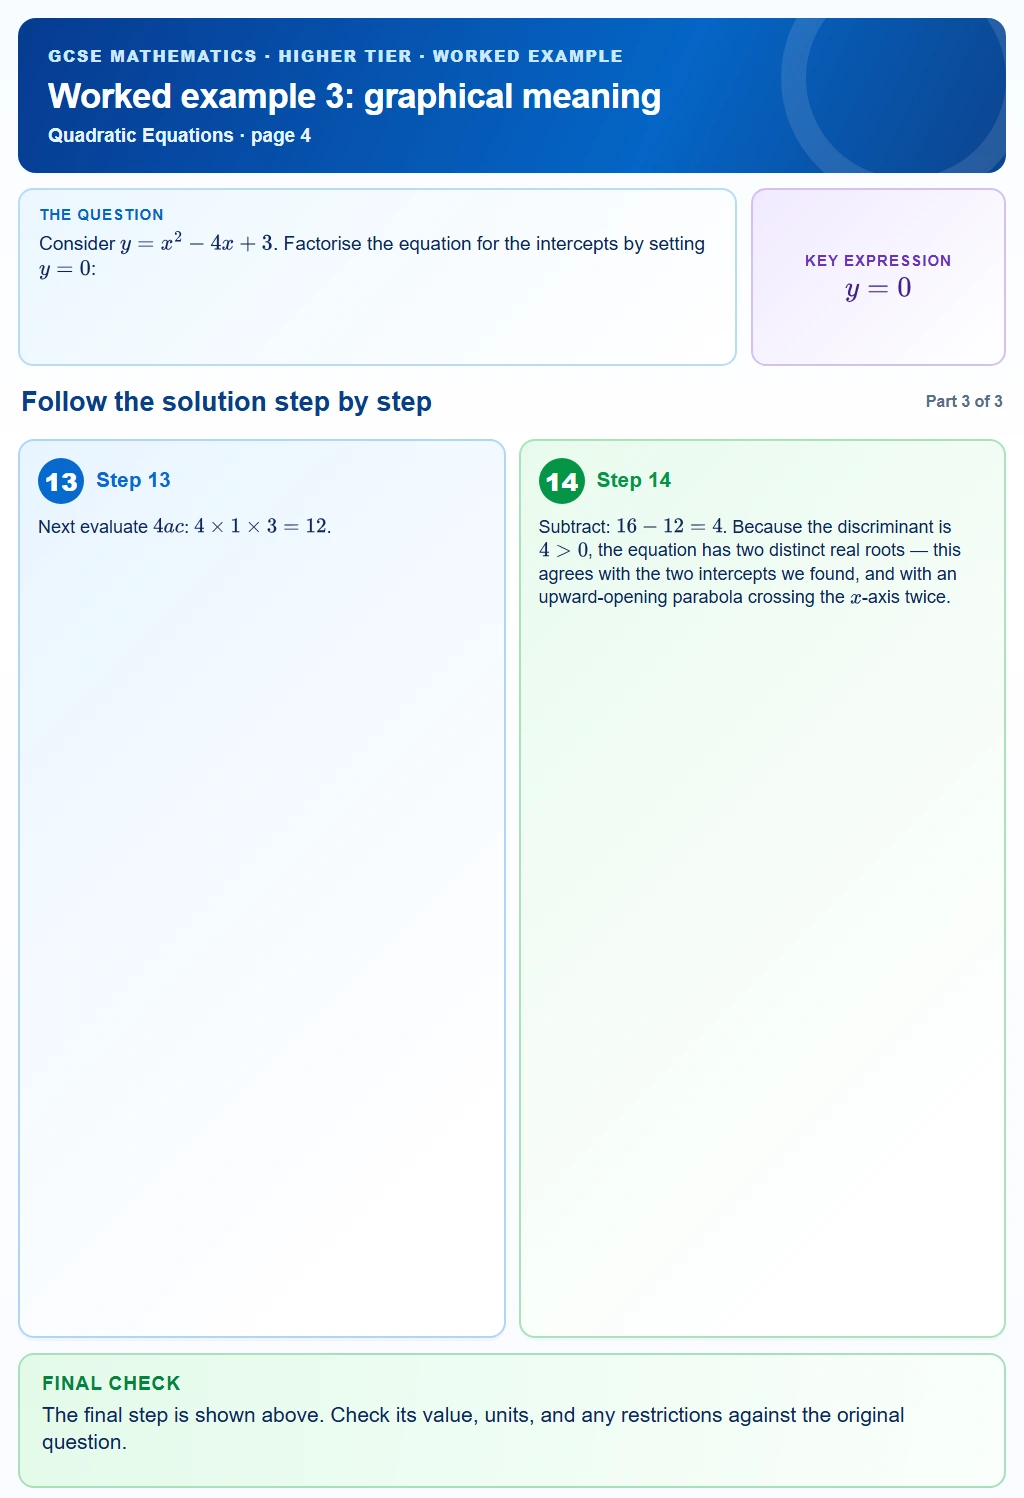 GCSE MATHEMATICS · HIGHER TIER · WORKED EXAMPLE
Worked example 3: graphical meaning
Quadratic Equations · page 4
THE QUESTION
Consider y = x² − 4x + 3. Factorise the equation for the intercepts by setting
y = 0:
KEY EXPRESSION
y = 0
Follow the solution step by step
Part 3 of 3
13 Step 13
Next evaluate 4ac: 4 × 1 × 3 = 12.
14 Step 14
Subtract: 16 − 12 = 4. Because the discriminant is
4 > 0, the equation has two distinct real roots — this
agrees with the two intercepts we found, and with an
upward-opening parabola crossing the x-axis twice.
FINAL CHECK
The final step is shown above. Check its value, units, and any restrictions against the original
question.